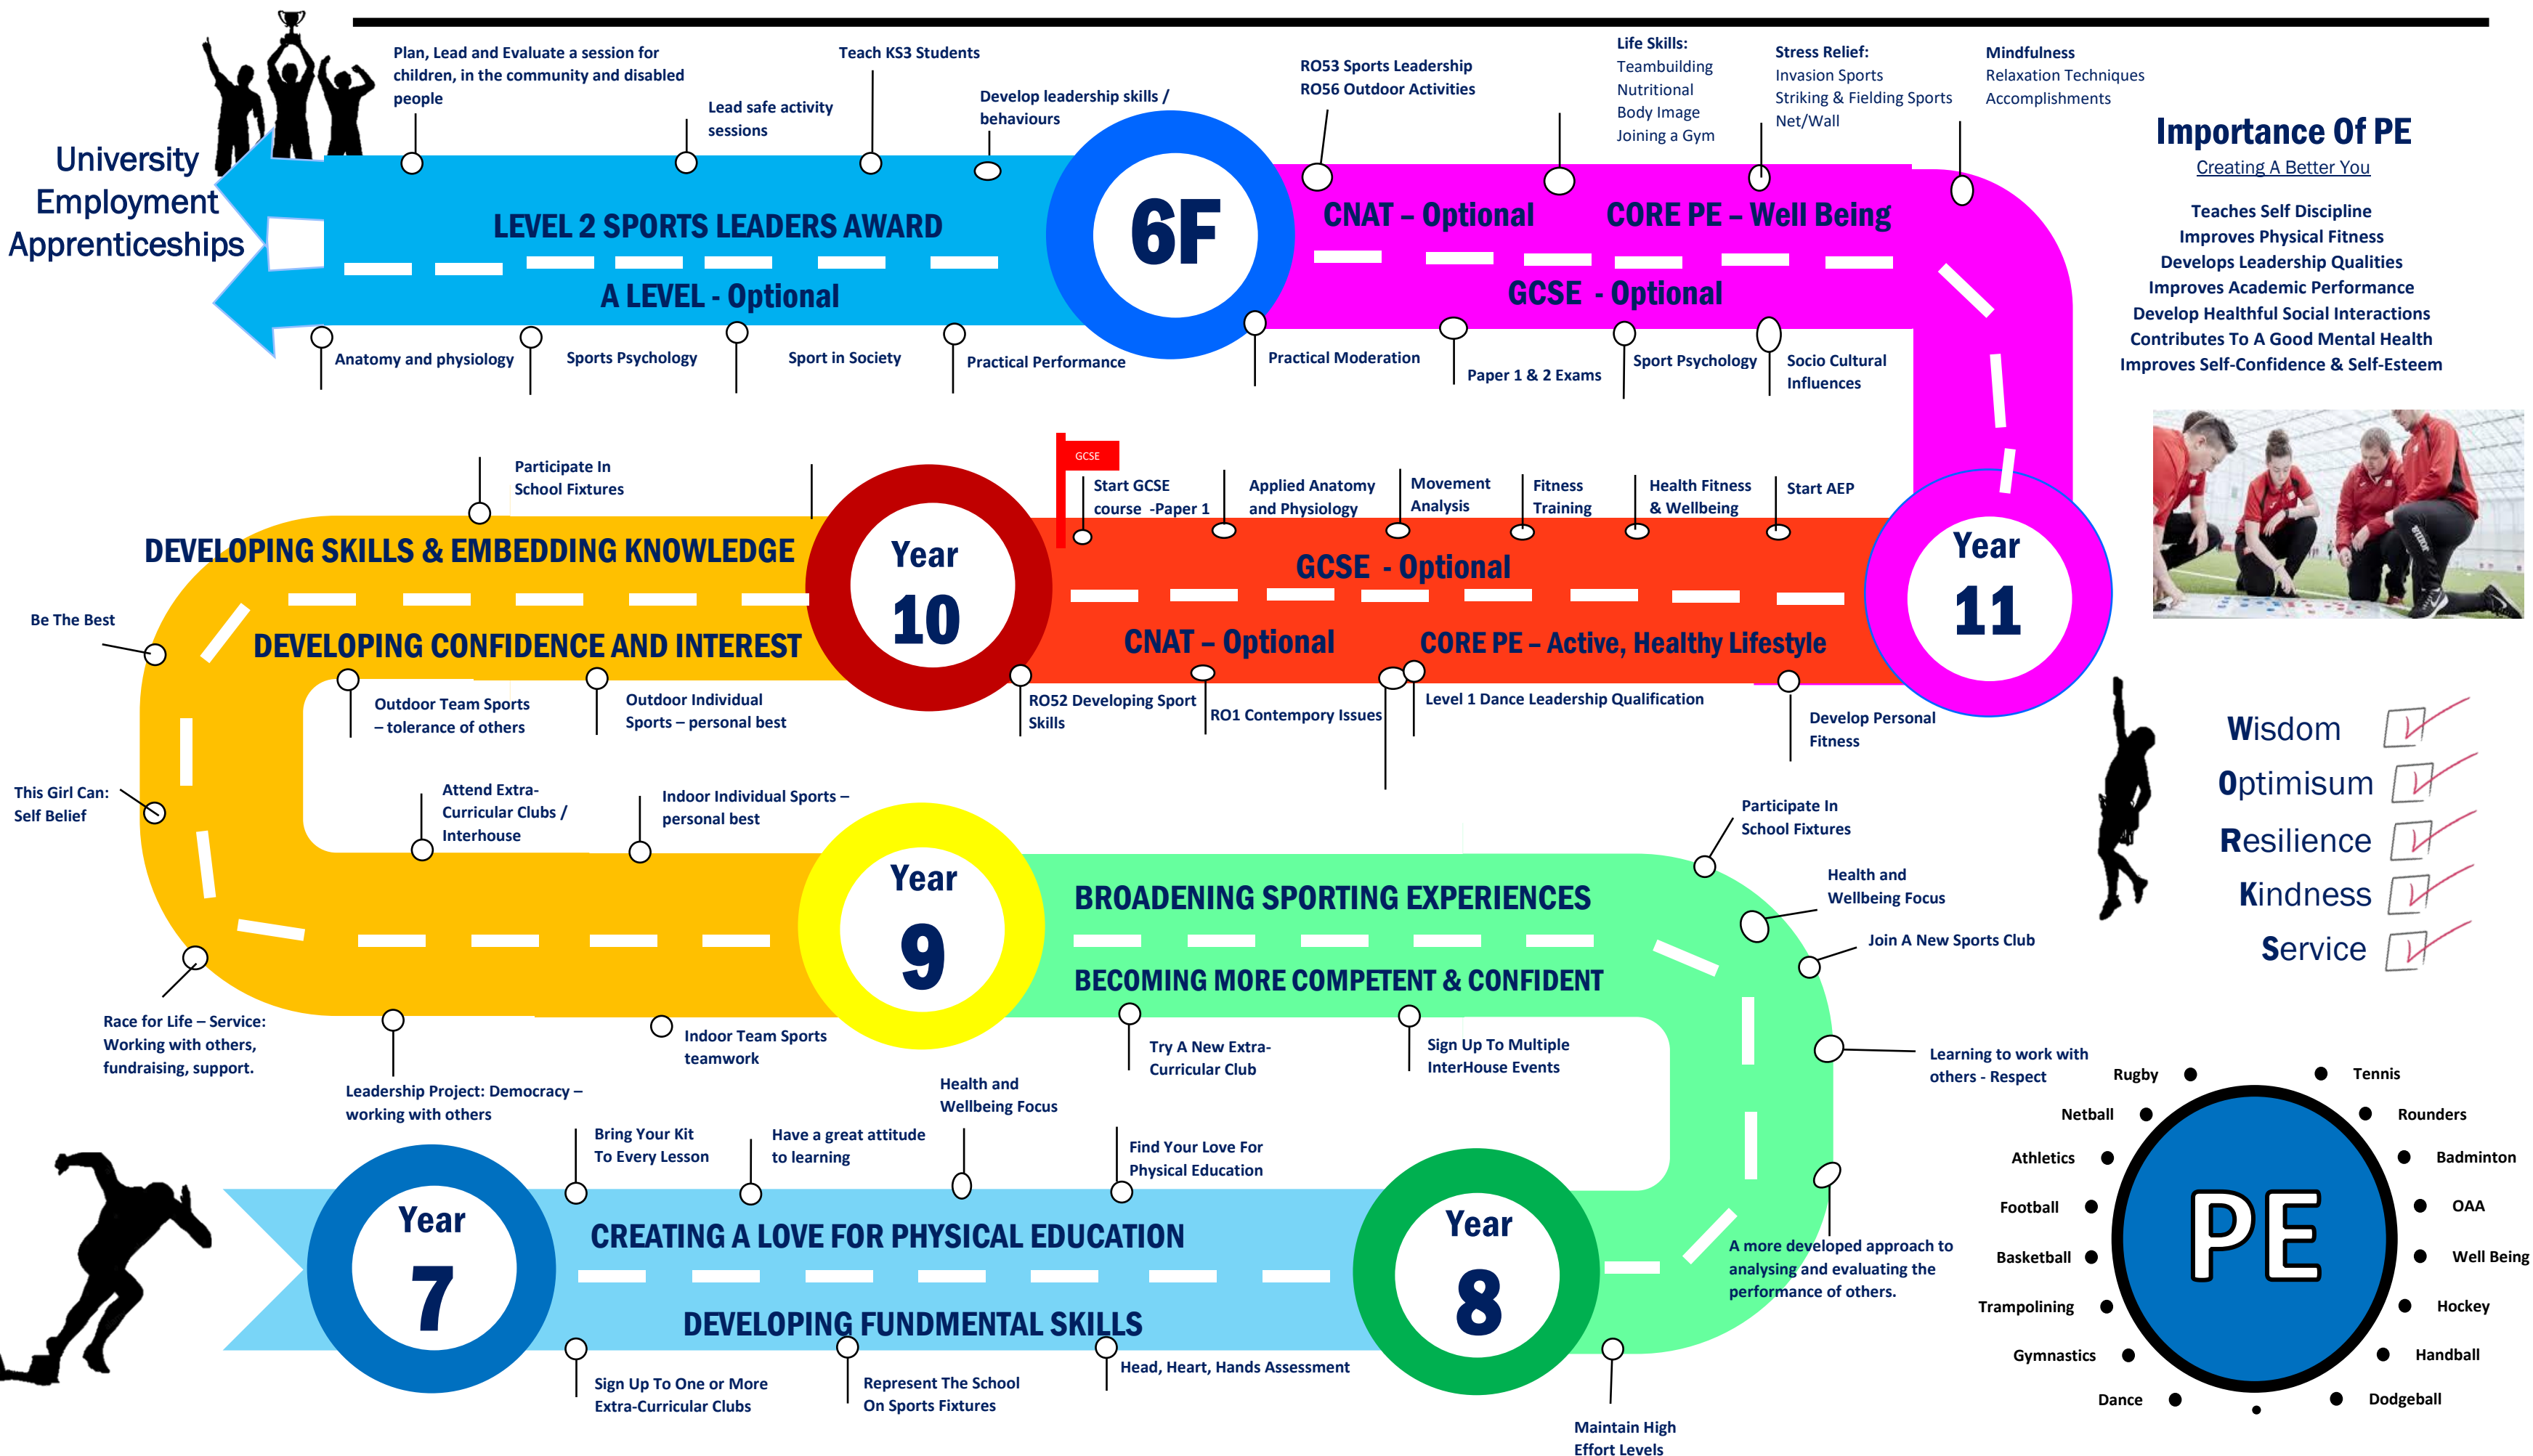 Plan, Lead and Evaluate a session for
children, in the community and disabled
people
Lead safe activity
sessions
Teach KS3 Students
Develop leadership skills /
behaviours
RO53 Sports Leadership
RO56 Outdoor Activities
Life Skills:
Teambuilding
Nutritional
Body Image
Joining a Gym
Stress Relief:
Invasion Sports
Striking & Fielding Sports
Net/Wall
Mindfulness
Relaxation Techniques
Accomplishments
University
Employment
Apprenticeships
LEVEL 2 SPORTS LEADERS AWARD
A LEVEL - Optional
6F
CNAT – Optional
CORE PE – Well Being
GCSE - Optional
Anatomy and physiology
Sports Psychology
Sport in Society
Practical Performance
Practical Moderation
Paper 1 & 2 Exams
Sport Psychology
Socio Cultural
Influences
Importance Of PE
Creating A Better You
Teaches Self Discipline
Improves Physical Fitness
Develops Leadership Qualities
Improves Academic Performance
Develop Healthful Social Interactions
Contributes To A Good Mental Health
Improves Self-Confidence & Self-Esteem
Participate In
School Fixtures
GCSE
Start GCSE
course -Paper 1
Applied Anatomy
and Physiology
Movement
Analysis
Fitness
Training
Health Fitness
& Wellbeing
Start AEP
DEVELOPING SKILLS & EMBEDDING KNOWLEDGE
DEVELOPING CONFIDENCE AND INTEREST
Year
10
GCSE - Optional
CNAT – Optional
CORE PE – Active, Healthy Lifestyle
Year
11
Be The Best
Outdoor Team Sports
– tolerance of others
Outdoor Individual
Sports – personal best
RO52 Developing Sport
Skills
RO1 Contempory Issues
Level 1 Dance Leadership Qualification
Develop Personal
Fitness
Wisdom
Optimisum
Resilience
Kindness
Service
This Girl Can:
Self Belief
Attend Extra-
Curricular Clubs /
Interhouse
Indoor Individual Sports –
personal best
Year
9
BROADENING SPORTING EXPERIENCES
BECOMING MORE COMPETENT & CONFIDENT
Participate In
School Fixtures
Health and
Wellbeing Focus
Join A New Sports Club
Race for Life – Service:
Working with others,
fundraising, support.
Leadership Project: Democracy –
working with others
Indoor Team Sports
teamwork
Try A New Extra-
Curricular Club
Sign Up To Multiple
InterHouse Events
Learning to work with
others - Respect
Bring Your Kit
To Every Lesson
Have a great attitude
to learning
Health and
Wellbeing Focus
Find Your Love For
Physical Education
Year
7
CREATING A LOVE FOR PHYSICAL EDUCATION
DEVELOPING FUNDMENTAL SKILLS
Year
8
A more developed approach to
analysing and evaluating the
performance of others.
Sign Up To One or More
Extra-Curricular Clubs
Represent The School
On Sports Fixtures
Head, Heart, Hands Assessment
Maintain High
Effort Levels
PE
Rugby
Netball
Athletics
Football
Basketball
Trampolining
Gymnastics
Dance
Tennis
Rounders
Badminton
OAA
Well Being
Hockey
Handball
Dodgeball